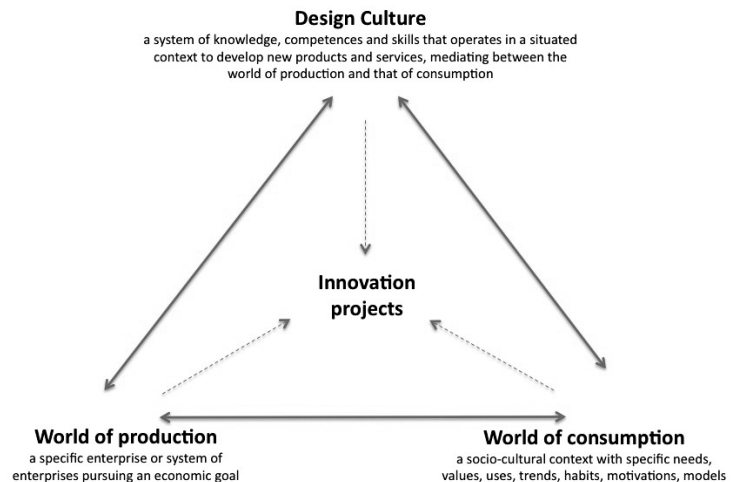 Design Culture
a system of knowledge, competences and skills that operates in a situated
context to develop new products and services, mediating between the
world of production and that of consumption
Innovation
projects
World of production
a specific enterprise or system of
enterprises pursuing an economic goal
World of consumption
a socio-cultural context with specific needs,
values, uses, trends, habits, motivations, models